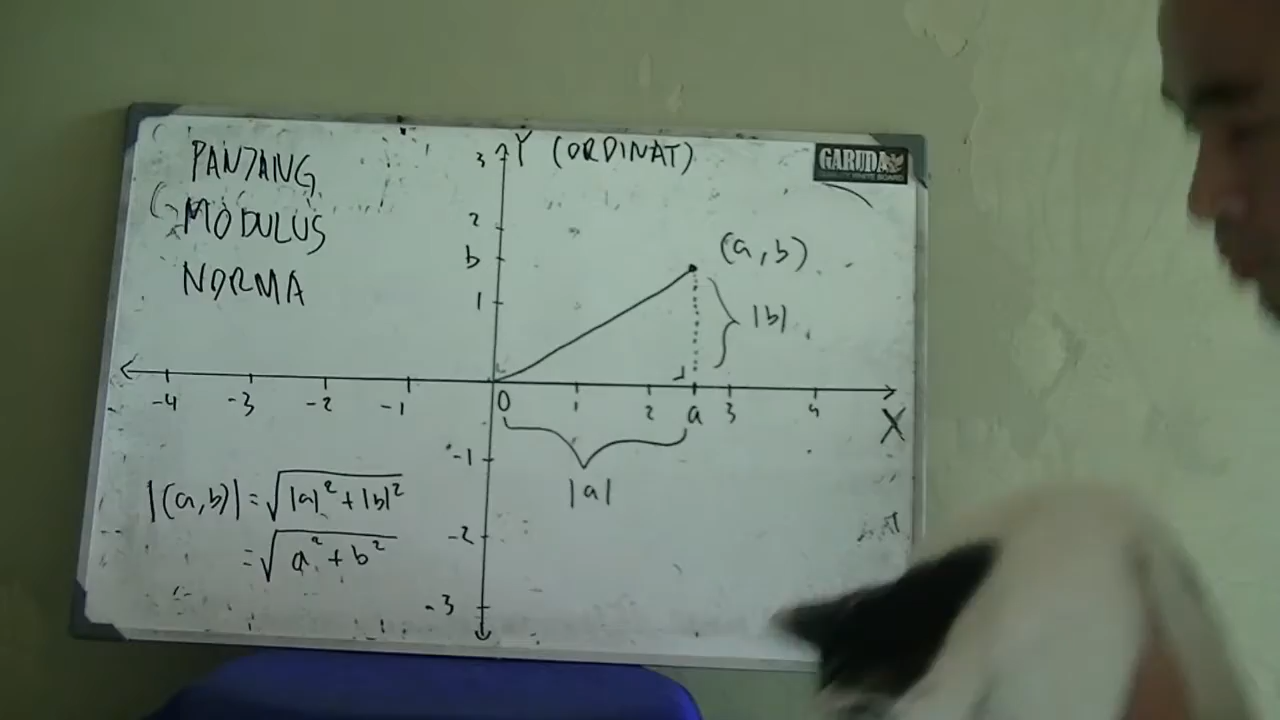 PANJANG
MODULUS
NORMA
Y (ORDINAT)
GARUDA
3
2
b
1
(a,b)
|b|
-4 -3 -2 -1 0 1 2 a 3 4
X
|a|
-1
-2
-3
|(a,b)| = √|a|² + |b|²
= √a² + b²